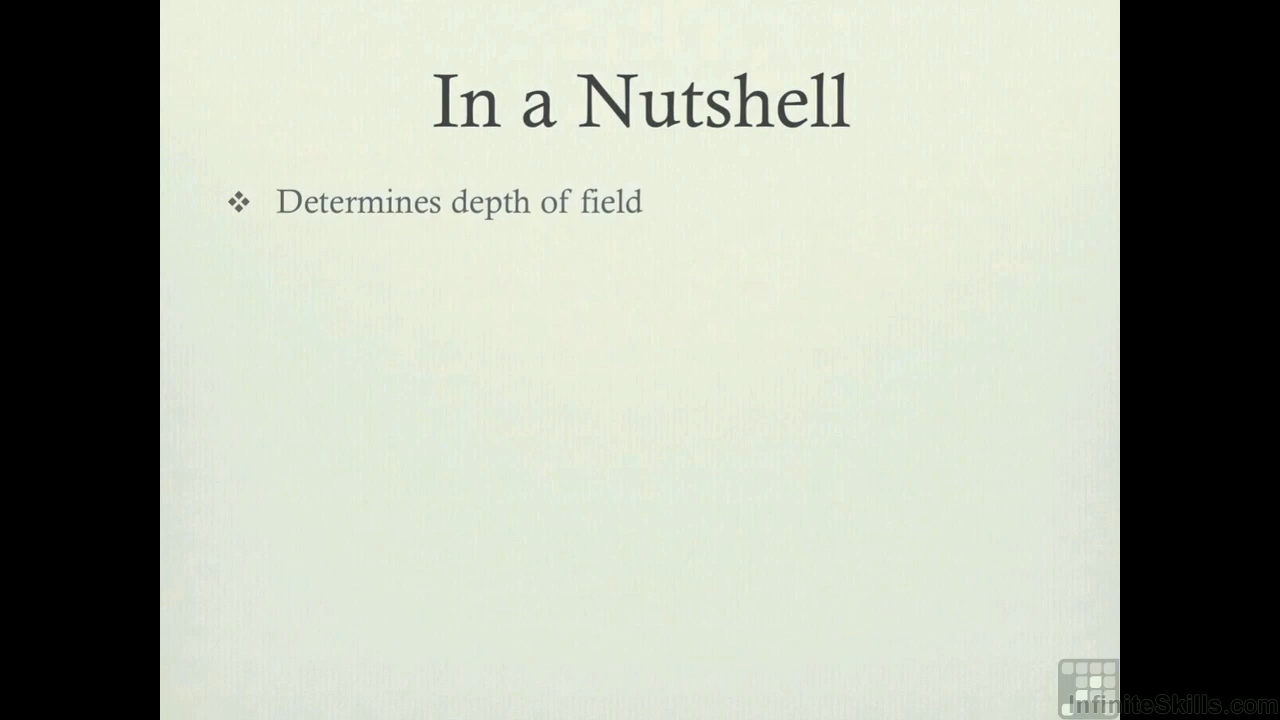 In a Nutshell
❖ Determines depth of field
InfiniteSkills.com